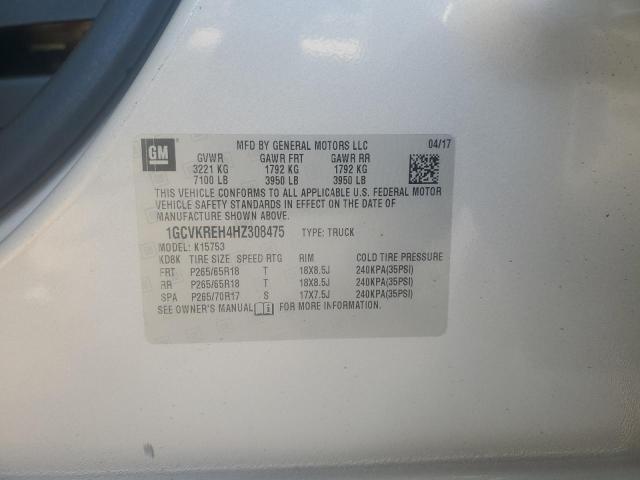 GM
MFD BY GENERAL MOTORS LLC 04/17
GVWR GAWR FRT GAWR RR
3221 KG 1792 KG 1792 KG
7100 LB 3950 LB 3950 LB
THIS VEHICLE CONFORMS TO ALL APPLICABLE U.S. FEDERAL MOTOR
VEHICLE SAFETY STANDARDS IN EFFECT ON THE DATE OF
MANUFACTURE SHOWN ABOVE.
1GCVKREH4HZ308475 TYPE: TRUCK
MODEL: K15753
KDBK TIRE SIZE SPEED RTG RIM COLD TIRE PRESSURE
FRT P265/65R18 T 18X8.5J 240KPA(35PSI)
RR P265/65R18 T 18X8.5J 240KPA(35PSI)
SPA P265/70R17 S 17X7.5J 240KPA(35PSI)
SEE OWNER'S MANUAL FOR MORE INFORMATION.